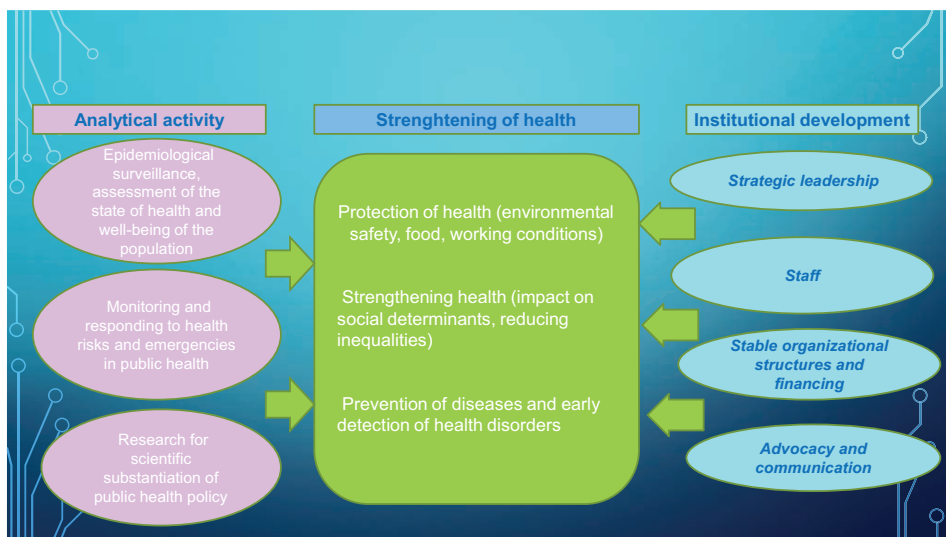 Analytical activity
Epidemiological
surveillance,
assessment of the
state of health and
well-being of the
population
Monitoring and
responding to health
risks and emergencies
in public health
Research for
scientific
substantiation of
public health policy
Strenghtening of health
Protection of health (environmental
safety, food, working conditions)
Strengthening health (impact on
social determinants, reducing
inequalities)
Prevention of diseases and early
detection of health disorders
Institutional development
Strategic leadership
Staff
Stable organizational
structures and
financing
Advocacy and
communication